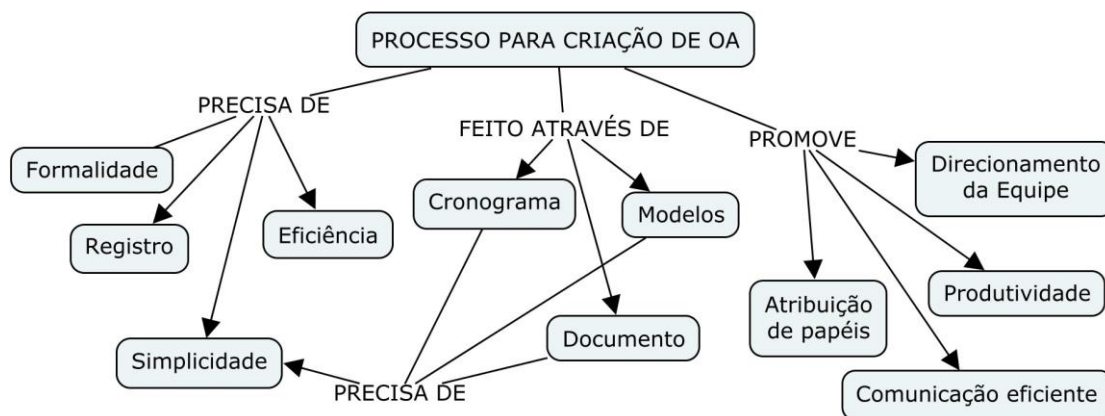 PROCESSO PARA CRIAÇÃO DE OA
PRECISA DE
FEITO ATRAVÉS DE
PROMOVE
Formalidade
Registro
Eficiência
Simplicidade
Cronograma
Modelos
Documento
PRECISA DE
Direcionamento
da Equipe
Produtividade
Atribuição
de papéis
Comunicação eficiente